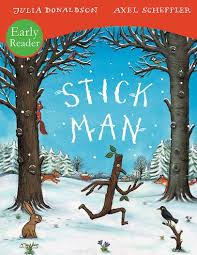 JULIA DONALDSON AXEL SCHEFFLER
Early
Reader
STICK
MAN